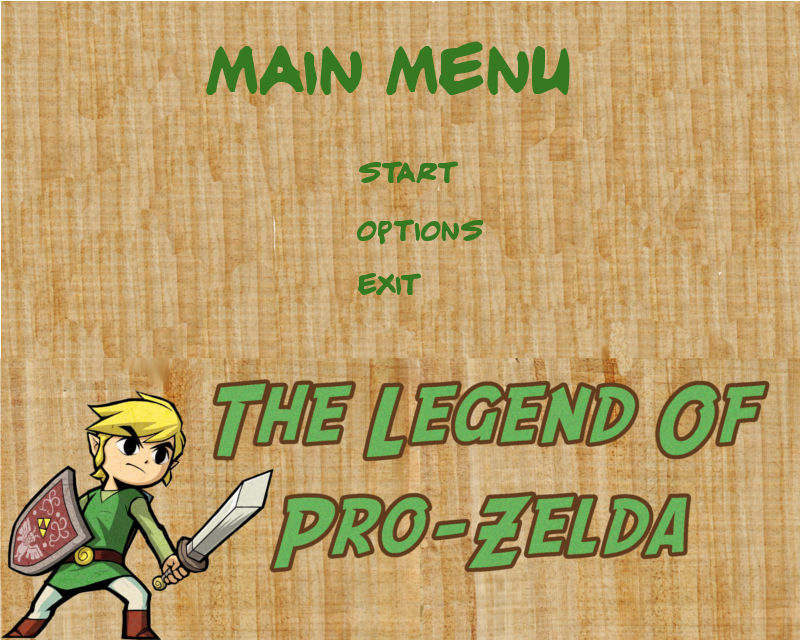 MAIN MENU
START
OPTIONS
EXIT
THE LEGEND OF
PRO-ZELDA